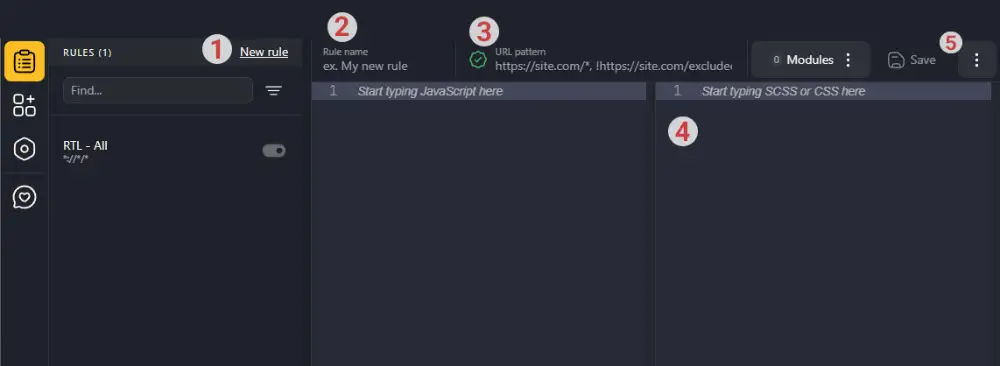 RULES (1)
1
New rule
Find...
RTL - All
*://*/*
2
Rule name
ex. My new rule
3
URL pattern
https://site.com/*, !https://site.com/exclude
0 Modules
Save
5
1 Start typing JavaScript here
1 Start typing SCSS or CSS here
4